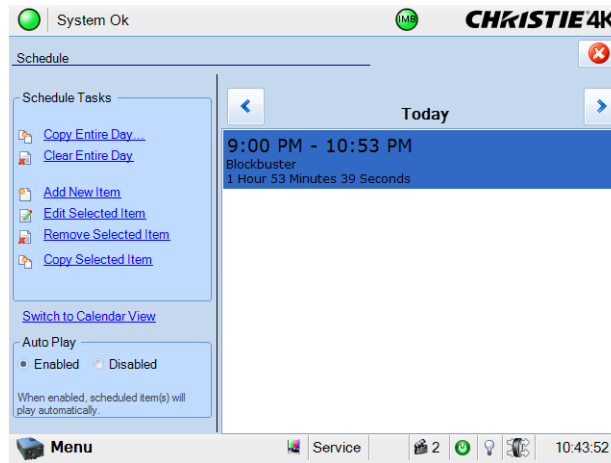 System Ok
IMB
CHRISTIE 4K
Schedule
Schedule Tasks
Copy Entire Day...
Clear Entire Day
Add New Item
Edit Selected Item
Remove Selected Item
Copy Selected Item
Switch to Calendar View
Auto Play
Enabled Disabled
When enabled, scheduled item(s) will
play automatically.
Today
9:00 PM - 10:53 PM
Blockbuster
1 Hour 53 Minutes 39 Seconds
Menu
Service
2
10:43:52